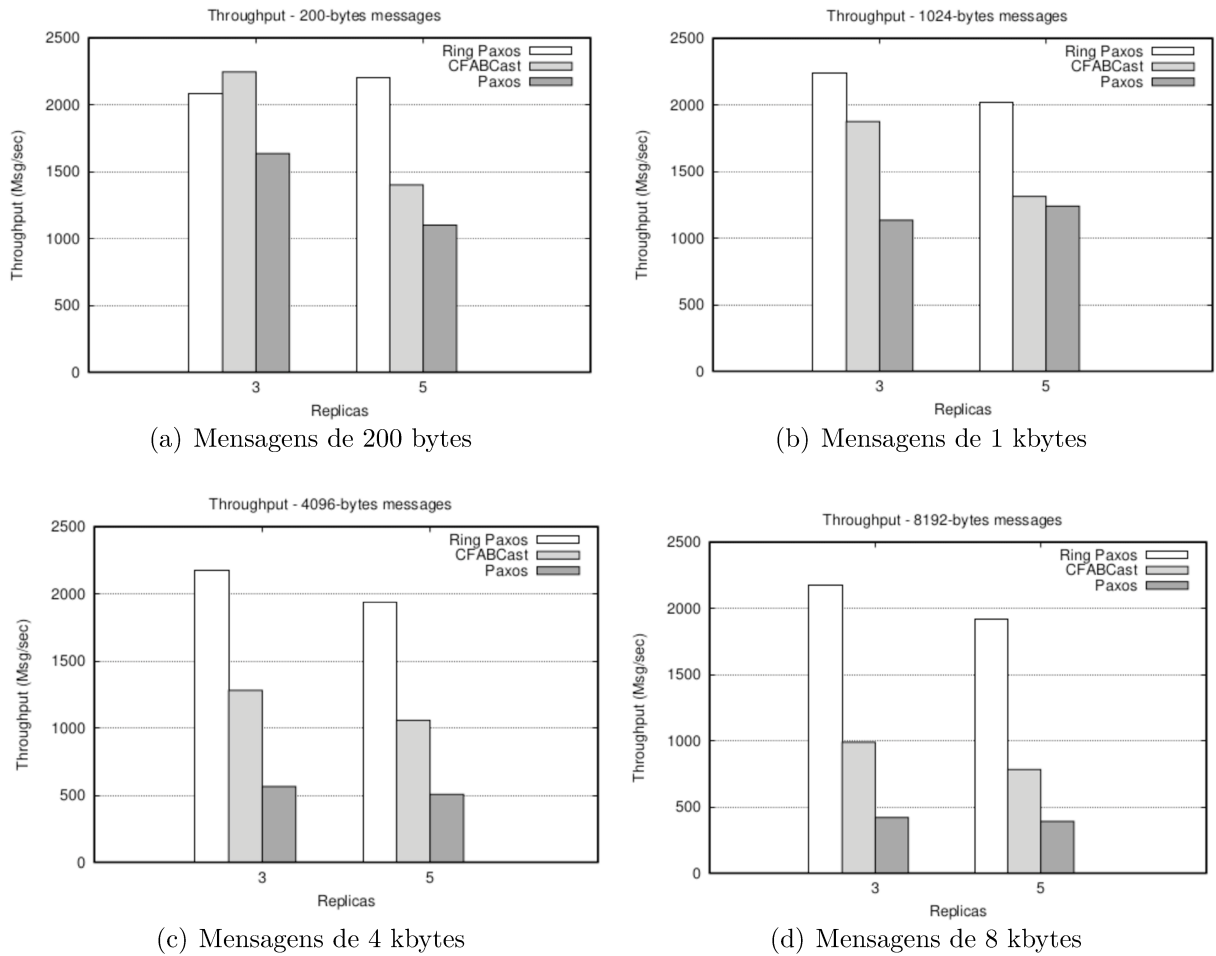 Throughput - 200-bytes messages
2500
2000
1500
1000
500
0
Throughput (Msg/sec)
Ring Paxos
CFABCast
Paxos
3
5
Replicas
(a) Mensagens de 200 bytes
Throughput - 1024-bytes messages
2500
2000
1500
1000
500
0
Throughput (Msg/sec)
Ring Paxos
CFABCast
Paxos
3
5
Replicas
(b) Mensagens de 1 kbytes
Throughput - 4096-bytes messages
2500
2000
1500
1000
500
0
Throughput (Msg/sec)
Ring Paxos
CFABCast
Paxos
3
5
Replicas
(c) Mensagens de 4 kbytes
Throughput - 8192-bytes messages
2500
2000
1500
1000
500
0
Throughput (Msg/sec)
Ring Paxos
CFABCast
Paxos
3
5
Replicas
(d) Mensagens de 8 kbytes